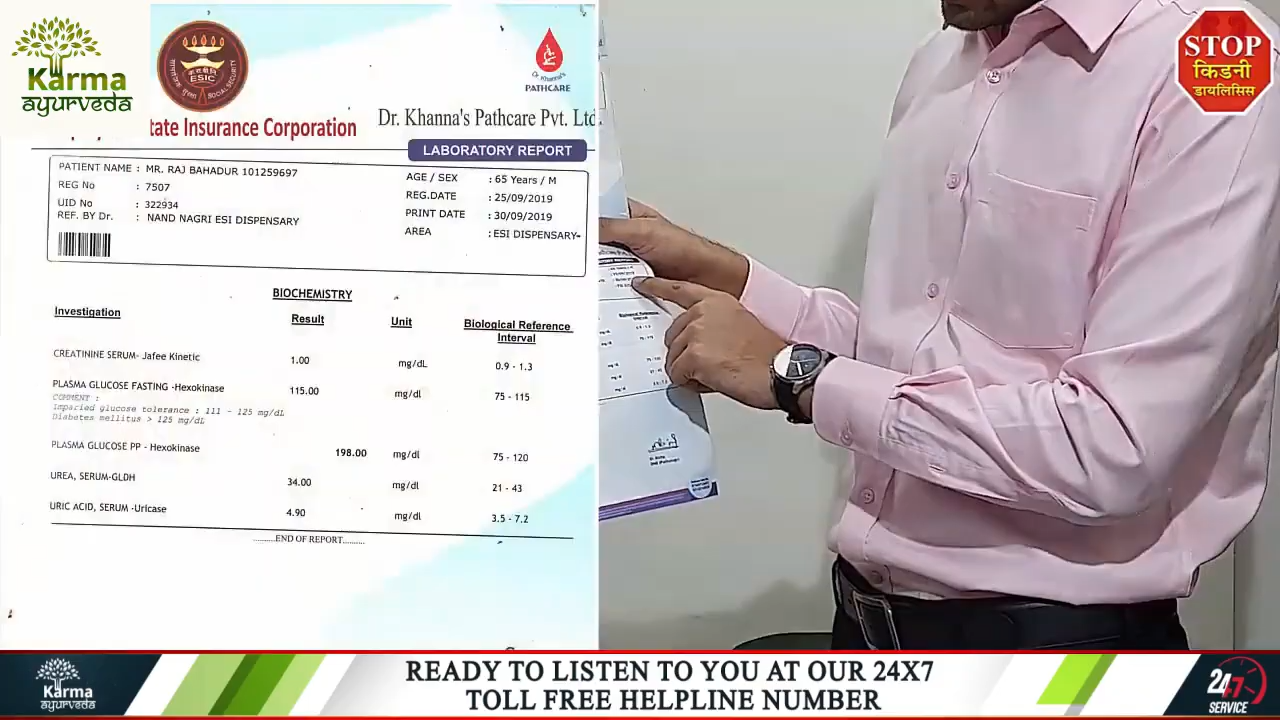 Karma
ayurveda
ESIC
SOCIAL SECURITY
Dr. Khanna's
PATHCARE
tate Insurance Corporation
Dr. Khanna's Pathcare Pvt. Ltd.
LABORATORY REPORT
PATIENT NAME : MR. RAJ BAHADUR 101259697
REG No : 7507
UID No : 322934
REF. BY Dr. : NAND NAGRI ESI DISPENSARY
AGE / SEX : 65 Years / M
REG.DATE : 25/09/2019
PRINT DATE : 30/09/2019
AREA : ESI DISPENSARY-
BIOCHEMISTRY
Investigation Result Unit Biological Reference
Interval
CREATININE SERUM- Jafee Kinetic 1.00 mg/dL 0.9 - 1.3
PLASMA GLUCOSE FASTING -Hexokinase 115.00 mg/dl 75 - 115
COMMENT :
Imparied glucose tolerance : 111 - 125 mg/dL
Diabetes mellitus > 125 mg/dL
PLASMA GLUCOSE PP - Hexokinase 198.00 mg/dl 75 - 120
UREA, SERUM-GLDH 34.00 mg/dl 21 - 43
URIC ACID, SERUM -Uricase 4.90 mg/dl 3.5 - 7.2
..........END OF REPORT.......
STOP
किडनी
डायलिसिस
Karma
ayurveda
READY TO LISTEN TO YOU AT OUR 24X7
TOLL FREE HELPLINE NUMBER
24*7
SERVICE